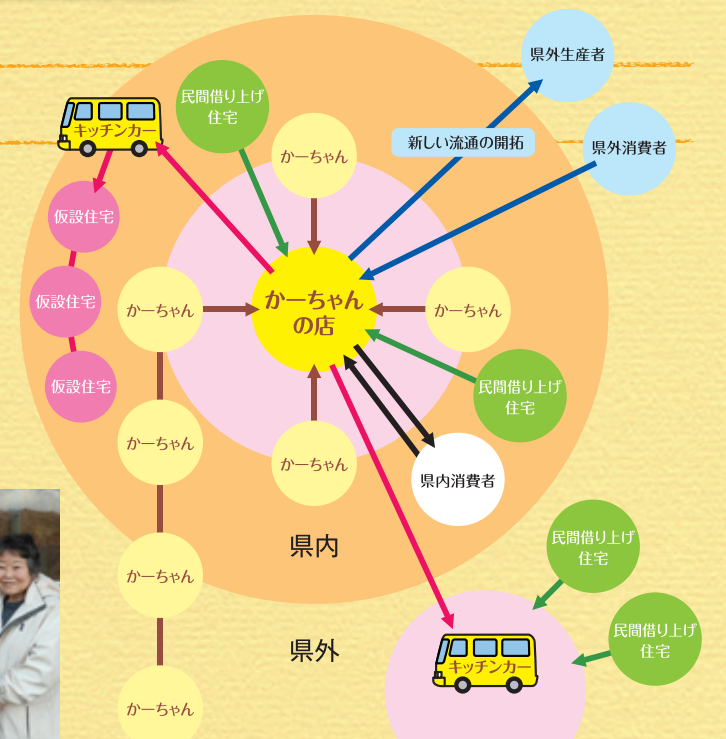 県外生産者
民間借り上げ
住宅
キッチンカー
新しい流通の開拓
県外消費者
かーちゃん
仮設住宅
仮設住宅
かーちゃん
かーちゃん
の店
かーちゃん
仮設住宅
民間借り上げ
住宅
かーちゃん
かーちゃん
県内消費者
県内
民間借り上げ
住宅
かーちゃん
県外
民間借り上げ
住宅
キッチンカー
かーちゃん